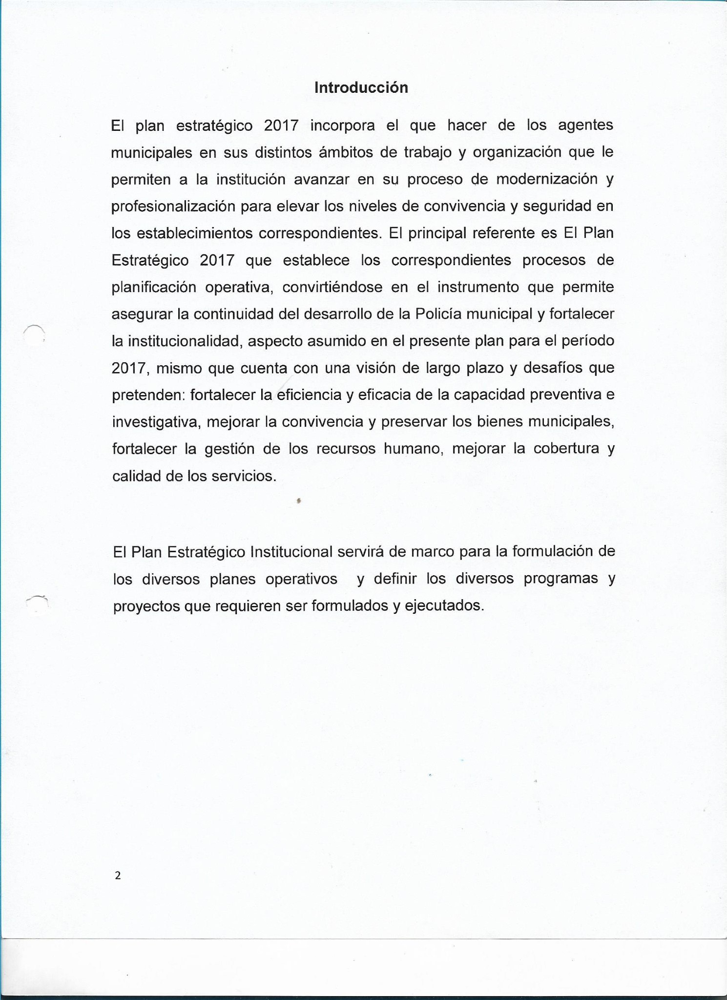 Introducción
El plan estratégico 2017 incorpora el que hacer de los agentes
municipales en sus distintos ámbitos de trabajo y organización que le
permiten a la institución avanzar en su proceso de modernización y
profesionalización para elevar los niveles de convivencia y seguridad en
los establecimientos correspondientes. El principal referente es El Plan
Estratégico 2017 que establece los correspondientes procesos de
planificación operativa, convirtiéndose en el instrumento que permite
asegurar la continuidad del desarrollo de la Policía municipal y fortalecer
la institucionalidad, aspecto asumido en el presente plan para el período
2017, mismo que cuenta con una visión de largo plazo y desafíos que
pretenden: fortalecer la eficiencia y eficacia de la capacidad preventiva e
investigativa, mejorar la convivencia y preservar los bienes municipales,
fortalecer la gestión de los recursos humano, mejorar la cobertura y
calidad de los servicios.
El Plan Estratégico Institucional servirá de marco para la formulación de
los diversos planes operativos y definir los diversos programas y
proyectos que requieren ser formulados y ejecutados.
2